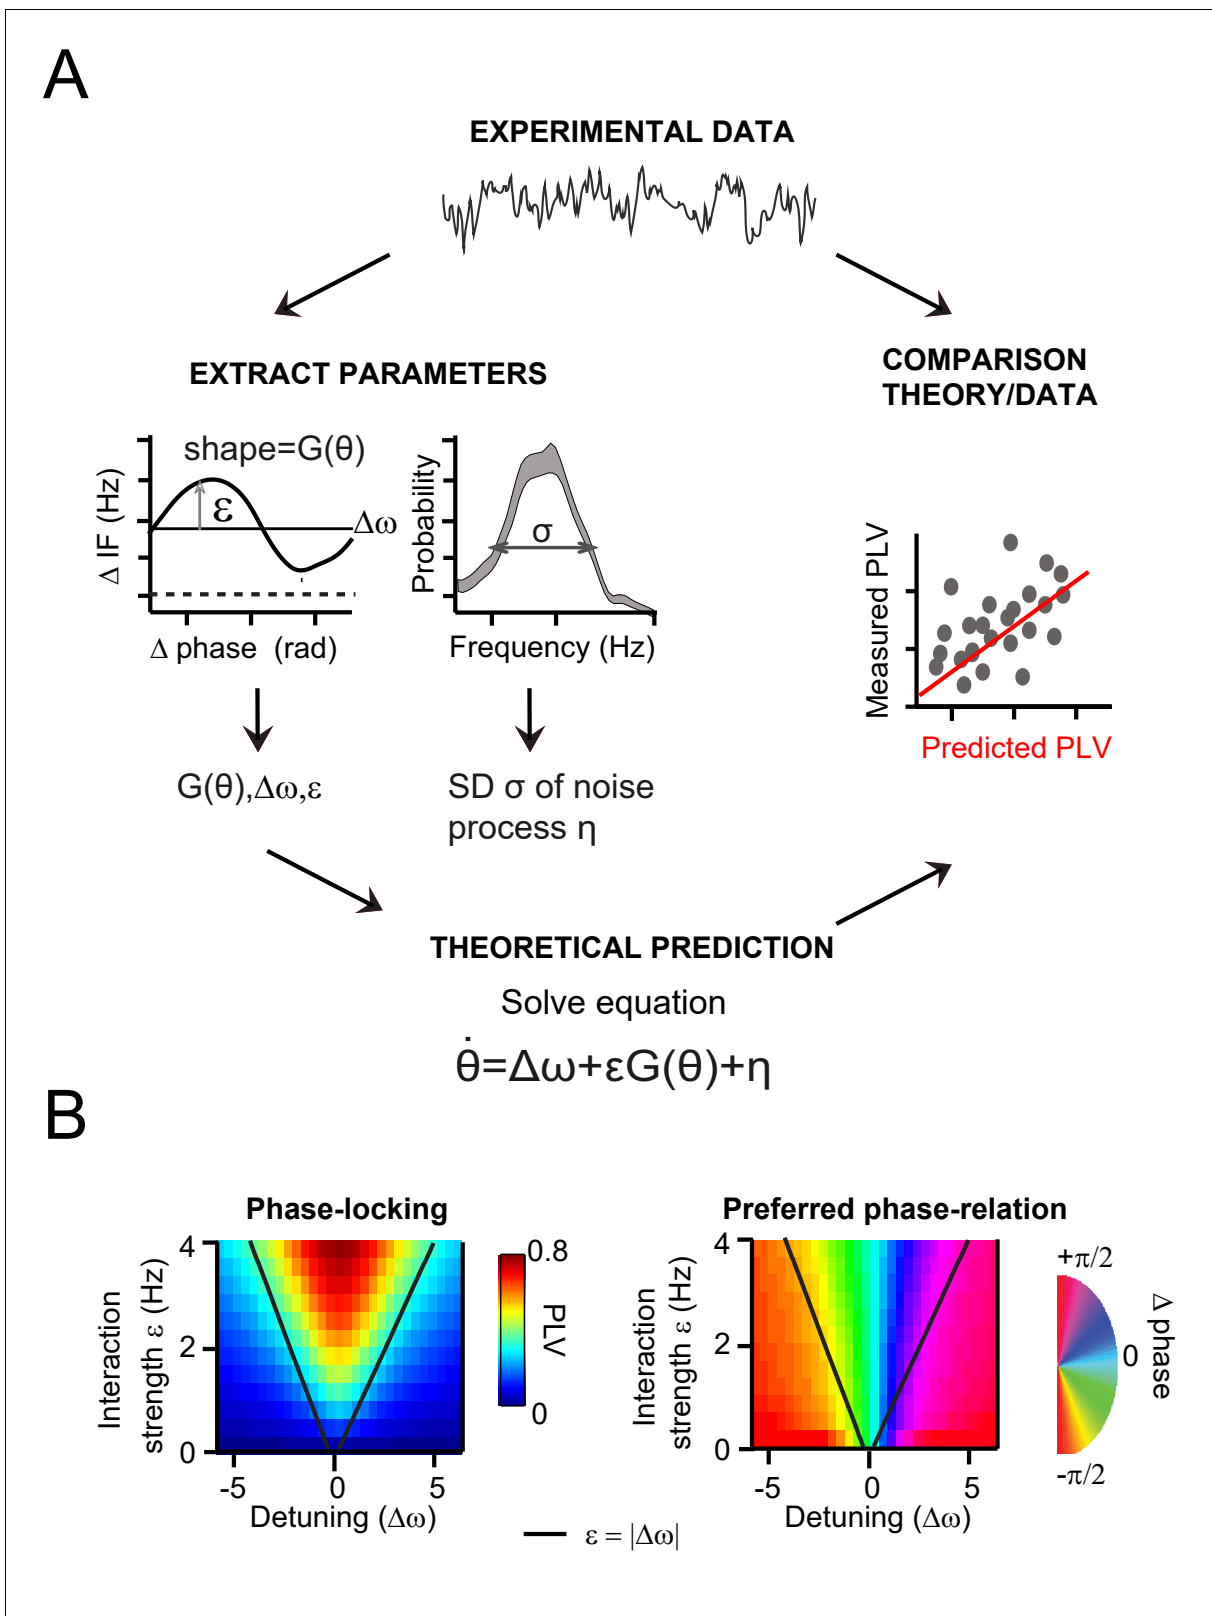 A
EXPERIMENTAL DATA
EXTRACT PARAMETERS
COMPARISON
THEORY/DATA
shape=G(θ)
ε
Δω
Δ IF (Hz)
Δ phase (rad)
Probability
σ
Frequency (Hz)
Measured PLV
Predicted PLV
G(θ),Δω,ε
SD σ of noise
process η
THEORETICAL PREDICTION
Solve equation
θ̇=Δω+εG(θ)+η
B
Phase-locking
Interaction
strength ε (Hz)
4
2
0
-5
0
5
Detuning (Δω)
0.8
PLV
0
Preferred phase-relation
Interaction
strength ε (Hz)
4
2
0
-5
0
5
Detuning (Δω)
+π/2
0
-π/2
Δ phase
ε = |Δω|